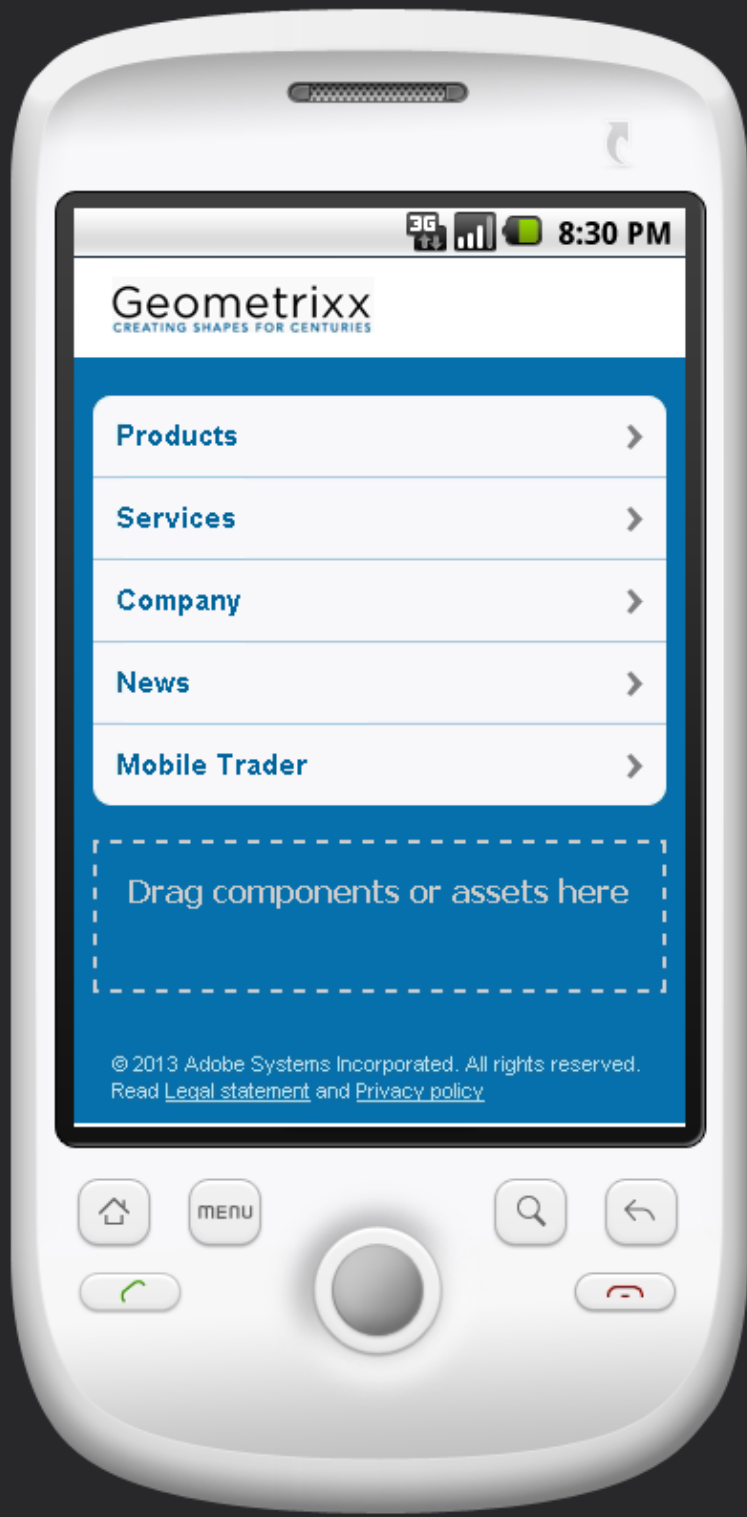 3G 8:30 PM
Geometrixx
CREATING SHAPES FOR CENTURIES
Products
Services
Company
News
Mobile Trader
Drag components or assets here
© 2013 Adobe Systems Incorporated. All rights reserved.
Read Legal statement and Privacy policy
MENU